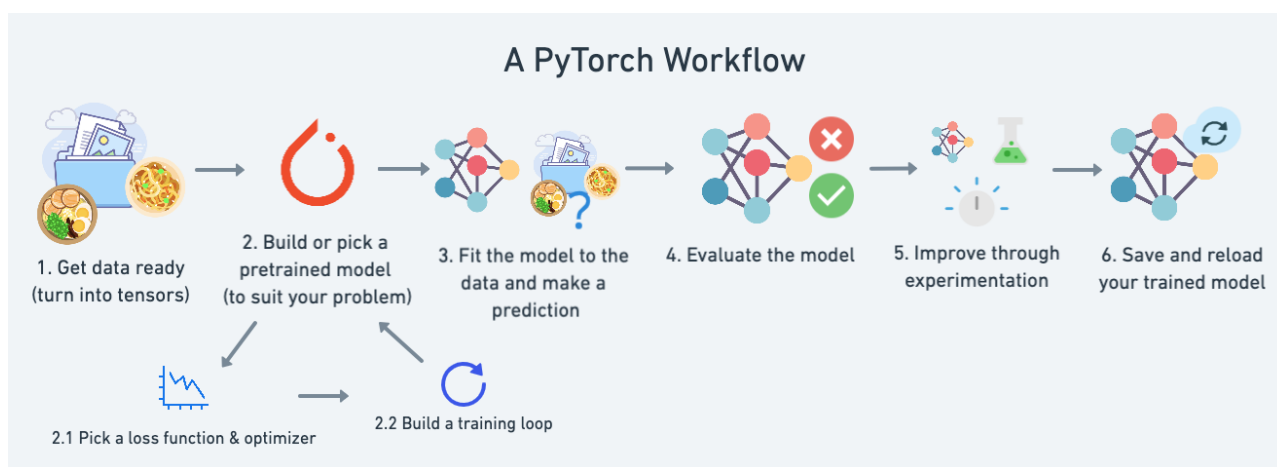 A PyTorch Workflow
1. Get data ready
(turn into tensors)
2. Build or pick a
pretrained model
(to suit your problem)
3. Fit the model to the
data and make a
prediction
?
4. Evaluate the model
5. Improve through
experimentation
6. Save and reload
your trained model
2.1 Pick a loss function & optimizer
2.2 Build a training loop